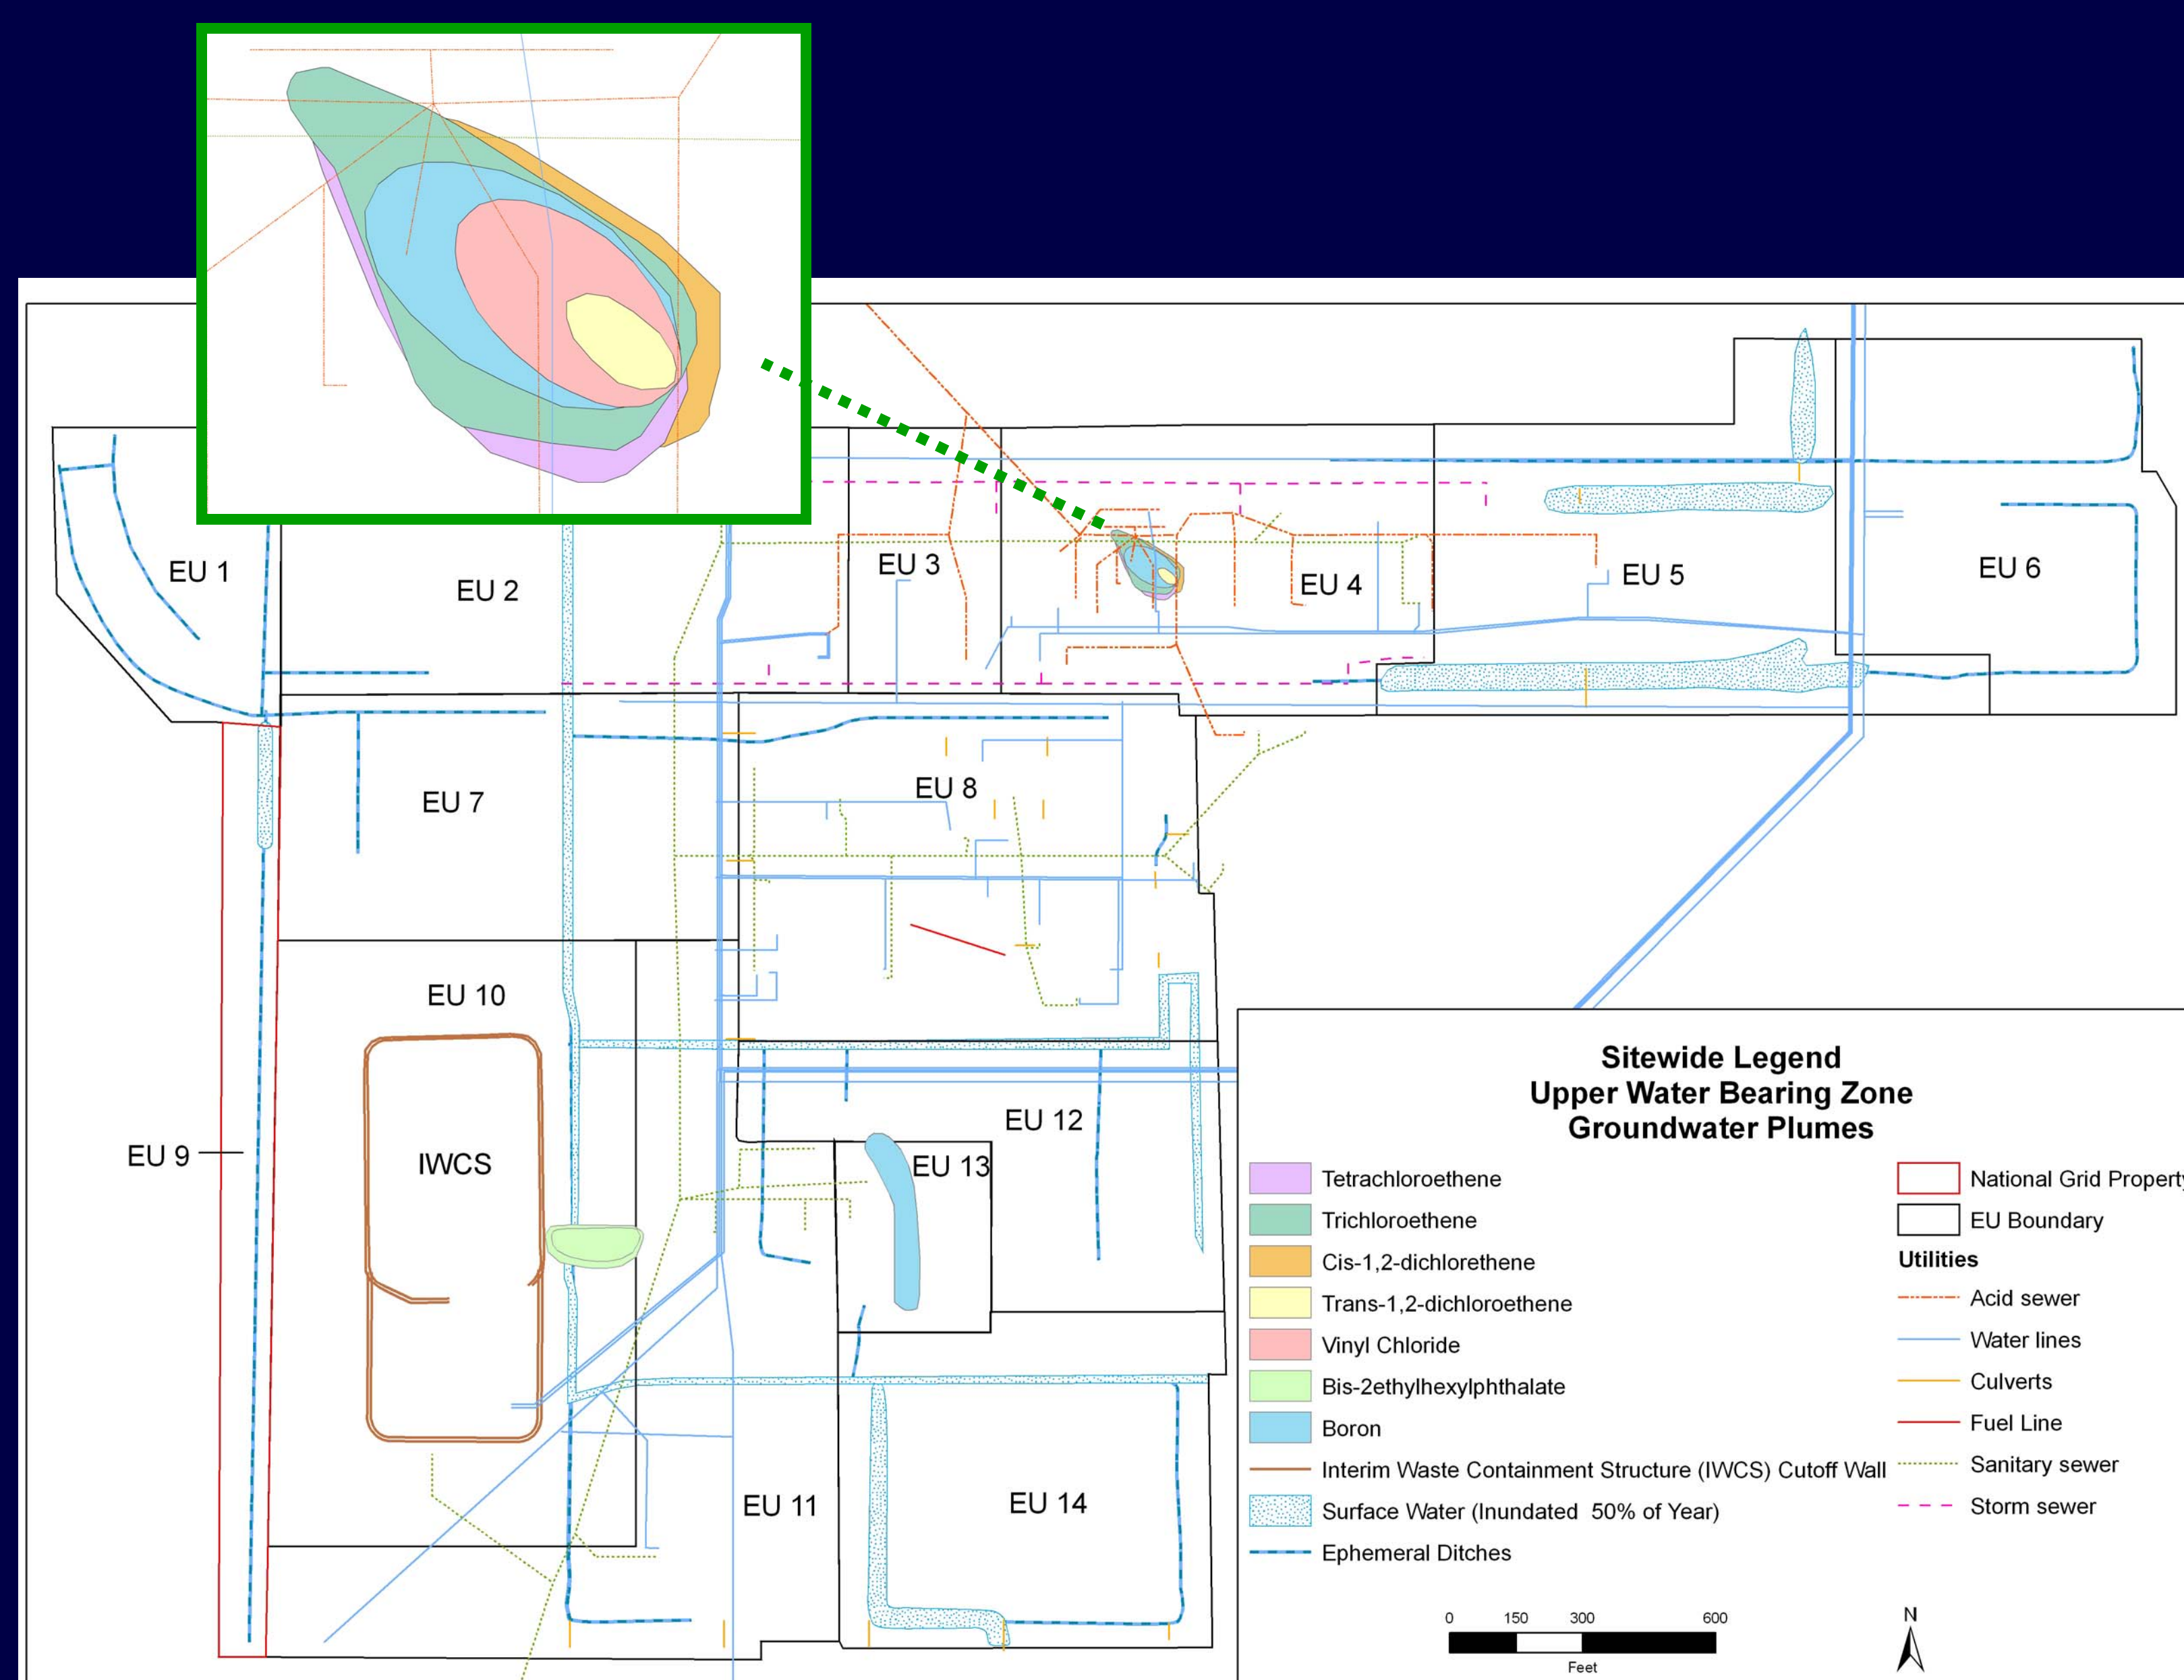 EU 1
EU 2
EU 3
EU 4
EU 5
EU 6
EU 7
EU 8
EU 10
EU 9
IWCS
EU 12
EU 13
EU 11
EU 14
Sitewide Legend
Upper Water Bearing Zone
Groundwater Plumes
Tetrachloroethene
Trichloroethene
Cis-1,2-dichlorethene
Trans-1,2-dichloroethene
Vinyl Chloride
Bis-2ethylhexylphthalate
Boron
Interim Waste Containment Structure (IWCS) Cutoff Wall
Surface Water (Inundated 50% of Year)
Ephemeral Ditches
National Grid Property
EU Boundary
Utilities
Acid sewer
Water lines
Culverts
Fuel Line
Sanitary sewer
Storm sewer
0 150 300 600
Feet
N